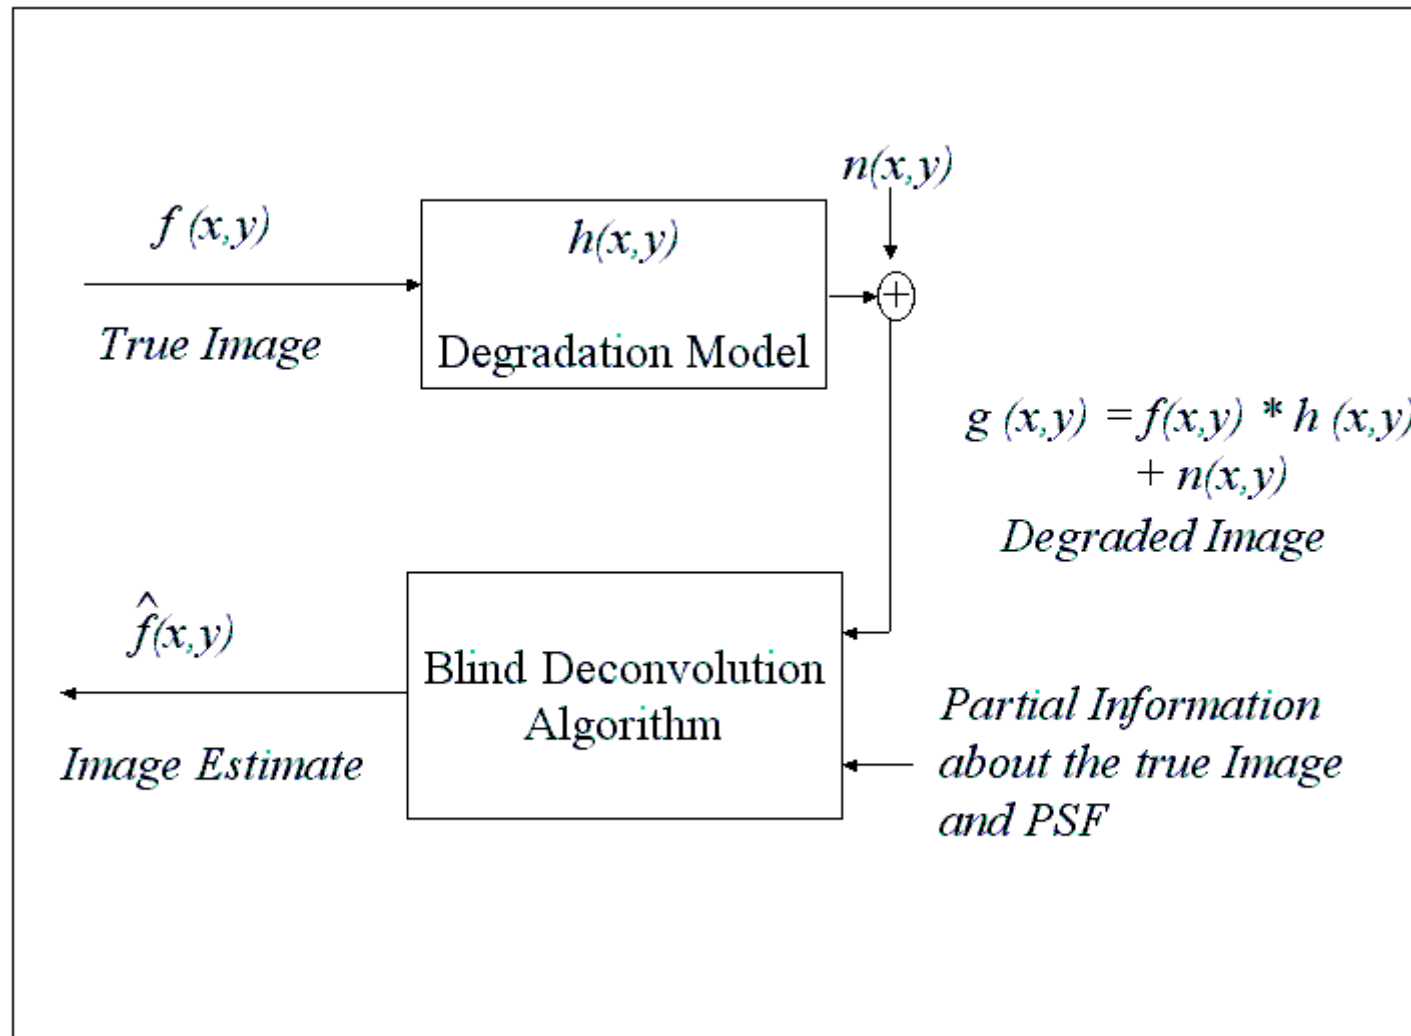 n(x,y)
f (x,y)
h(x,y)
+
True Image
Degradation Model
g (x,y) = f(x,y) * h (x,y)
+ n(x,y)
Degraded Image
f̂(x,y)
Blind Deconvolution
Algorithm
Image Estimate
Partial Information
about the true Image
and PSF